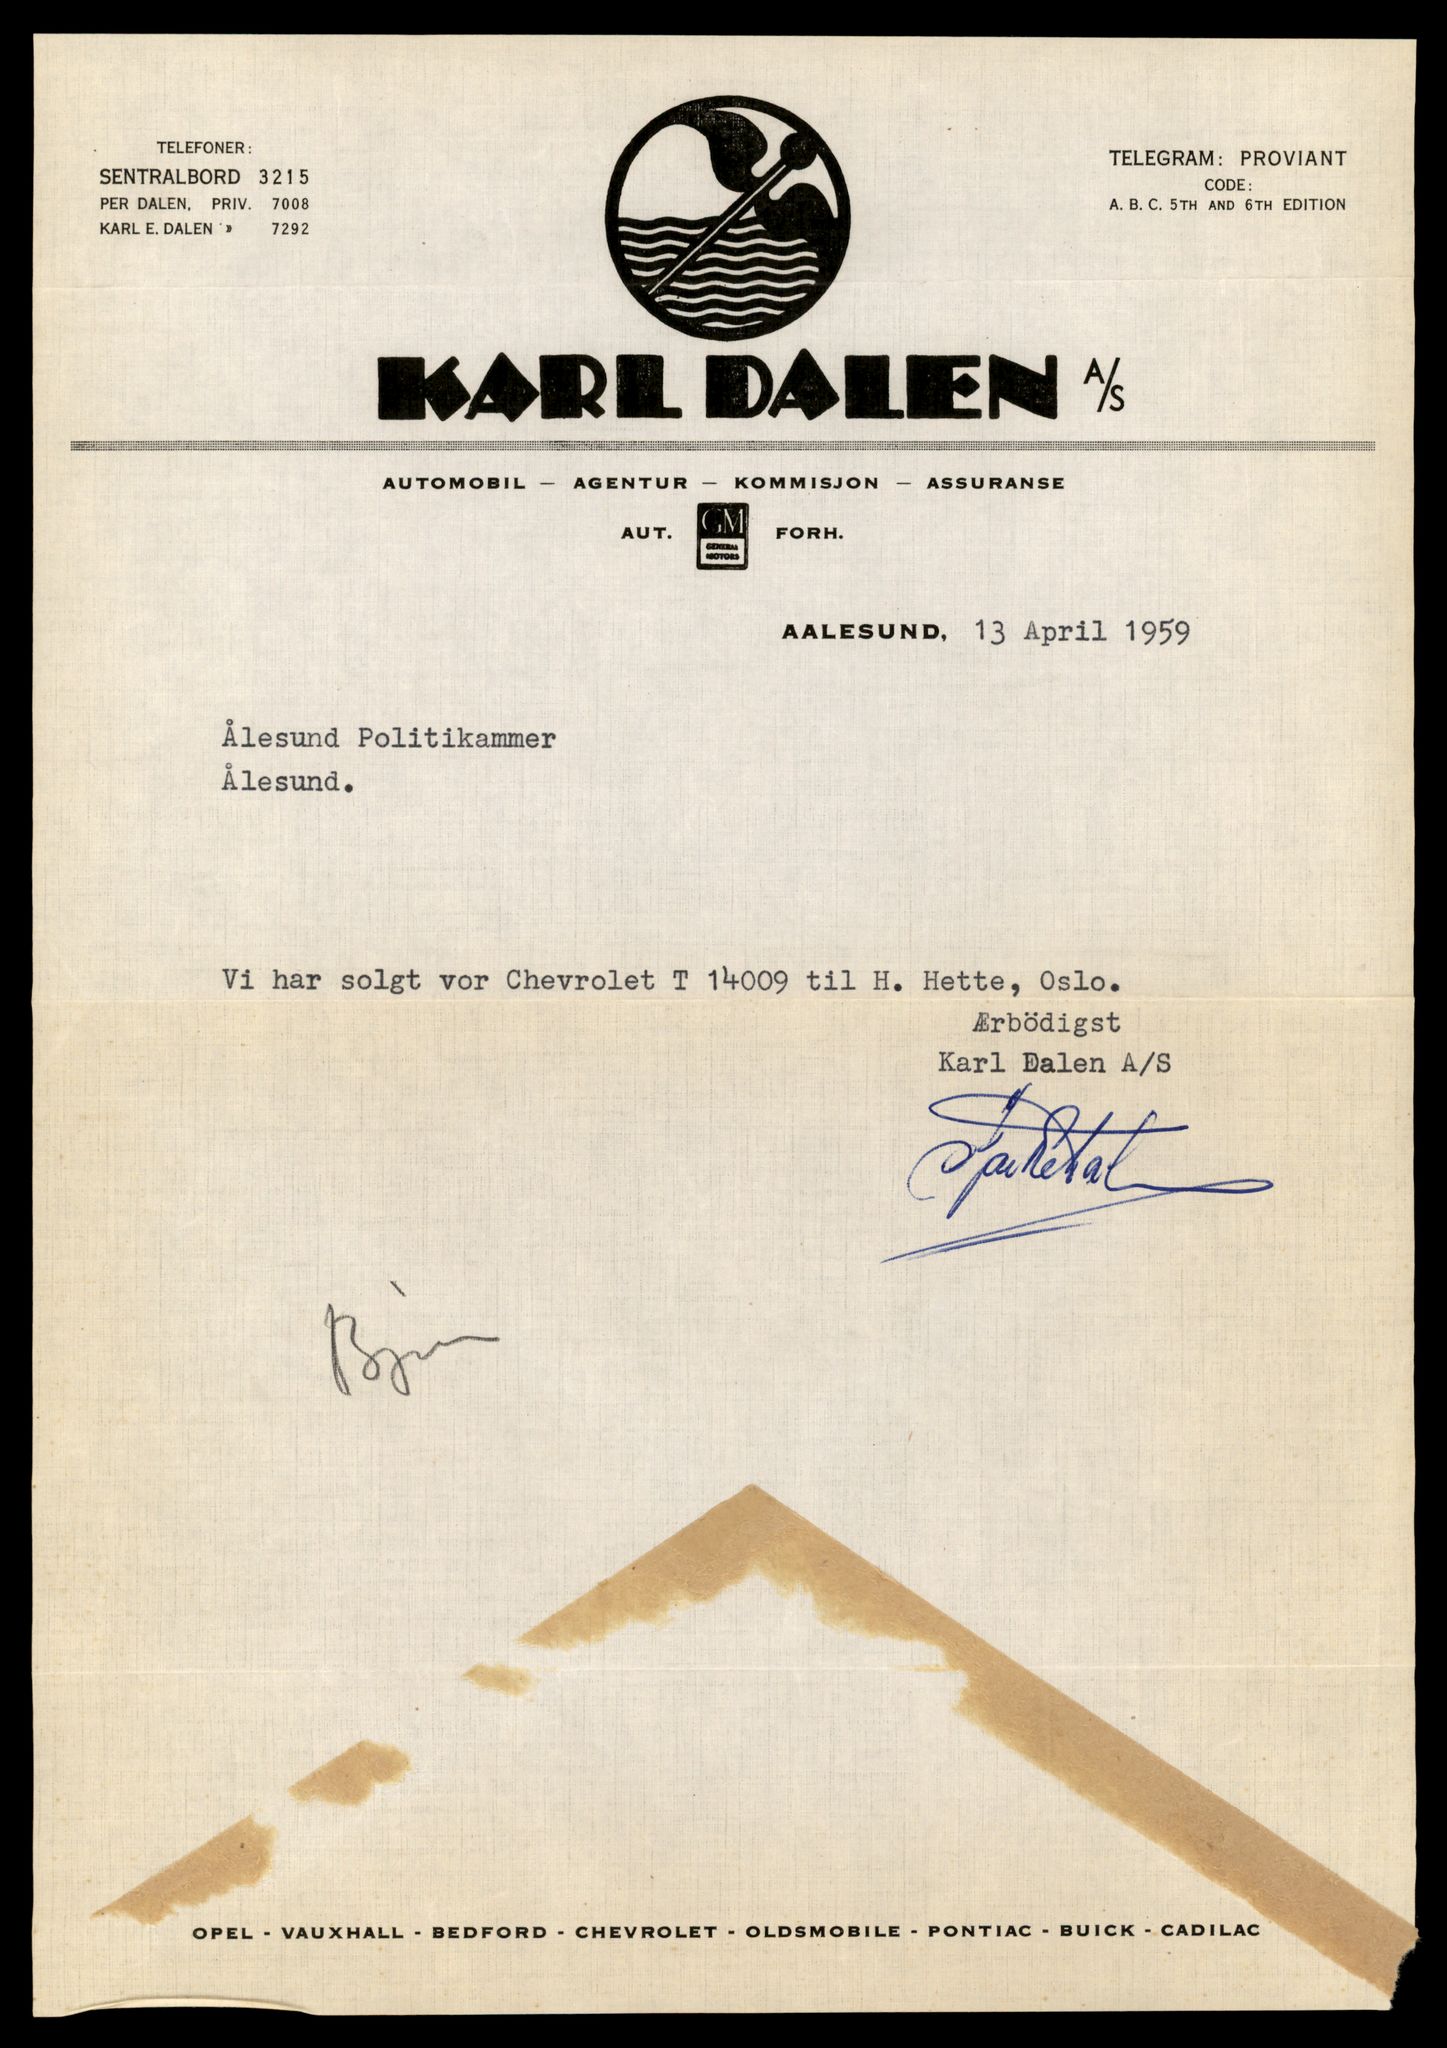 TELEFONER:
SENTRALBORD 3215
PER DALEN, PRIV. 7008
KARL E. DALEN » 7292
TELEGRAM: PROVIANT
CODE:
A. B. C. 5TH AND 6TH EDITION
KARL DALEN A/S
AUTOMOBIL — AGENTUR — KOMMISJON — ASSURANSE
AUT. GM GENERAL MOTORS FORH.
AALESUND, 13 April 1959
Ålesund Politikammer
Ålesund.
Vi har solgt vor Chevrolet T 14009 til H. Hette, Oslo.
Ærbödigst
Karl Dalen A/S
OPEL - VAUXHALL - BEDFORD - CHEVROLET - OLDSMOBILE - PONTIAC - BUICK - CADILAC